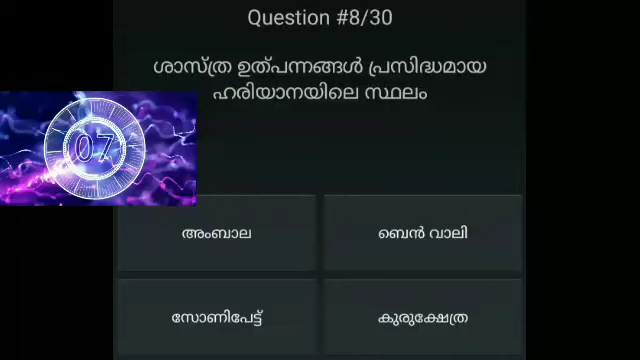 Question #8/30
ശാസ്ത്ര ഉത്പന്നങ്ങൾ പ്രസിദ്ധമായ
ഹരിയാനയിലെ സ്ഥലം
07
അംബാല
ബെൻ വാലി
സോണിപേട്ട്
കുരുക്ഷേത്ര